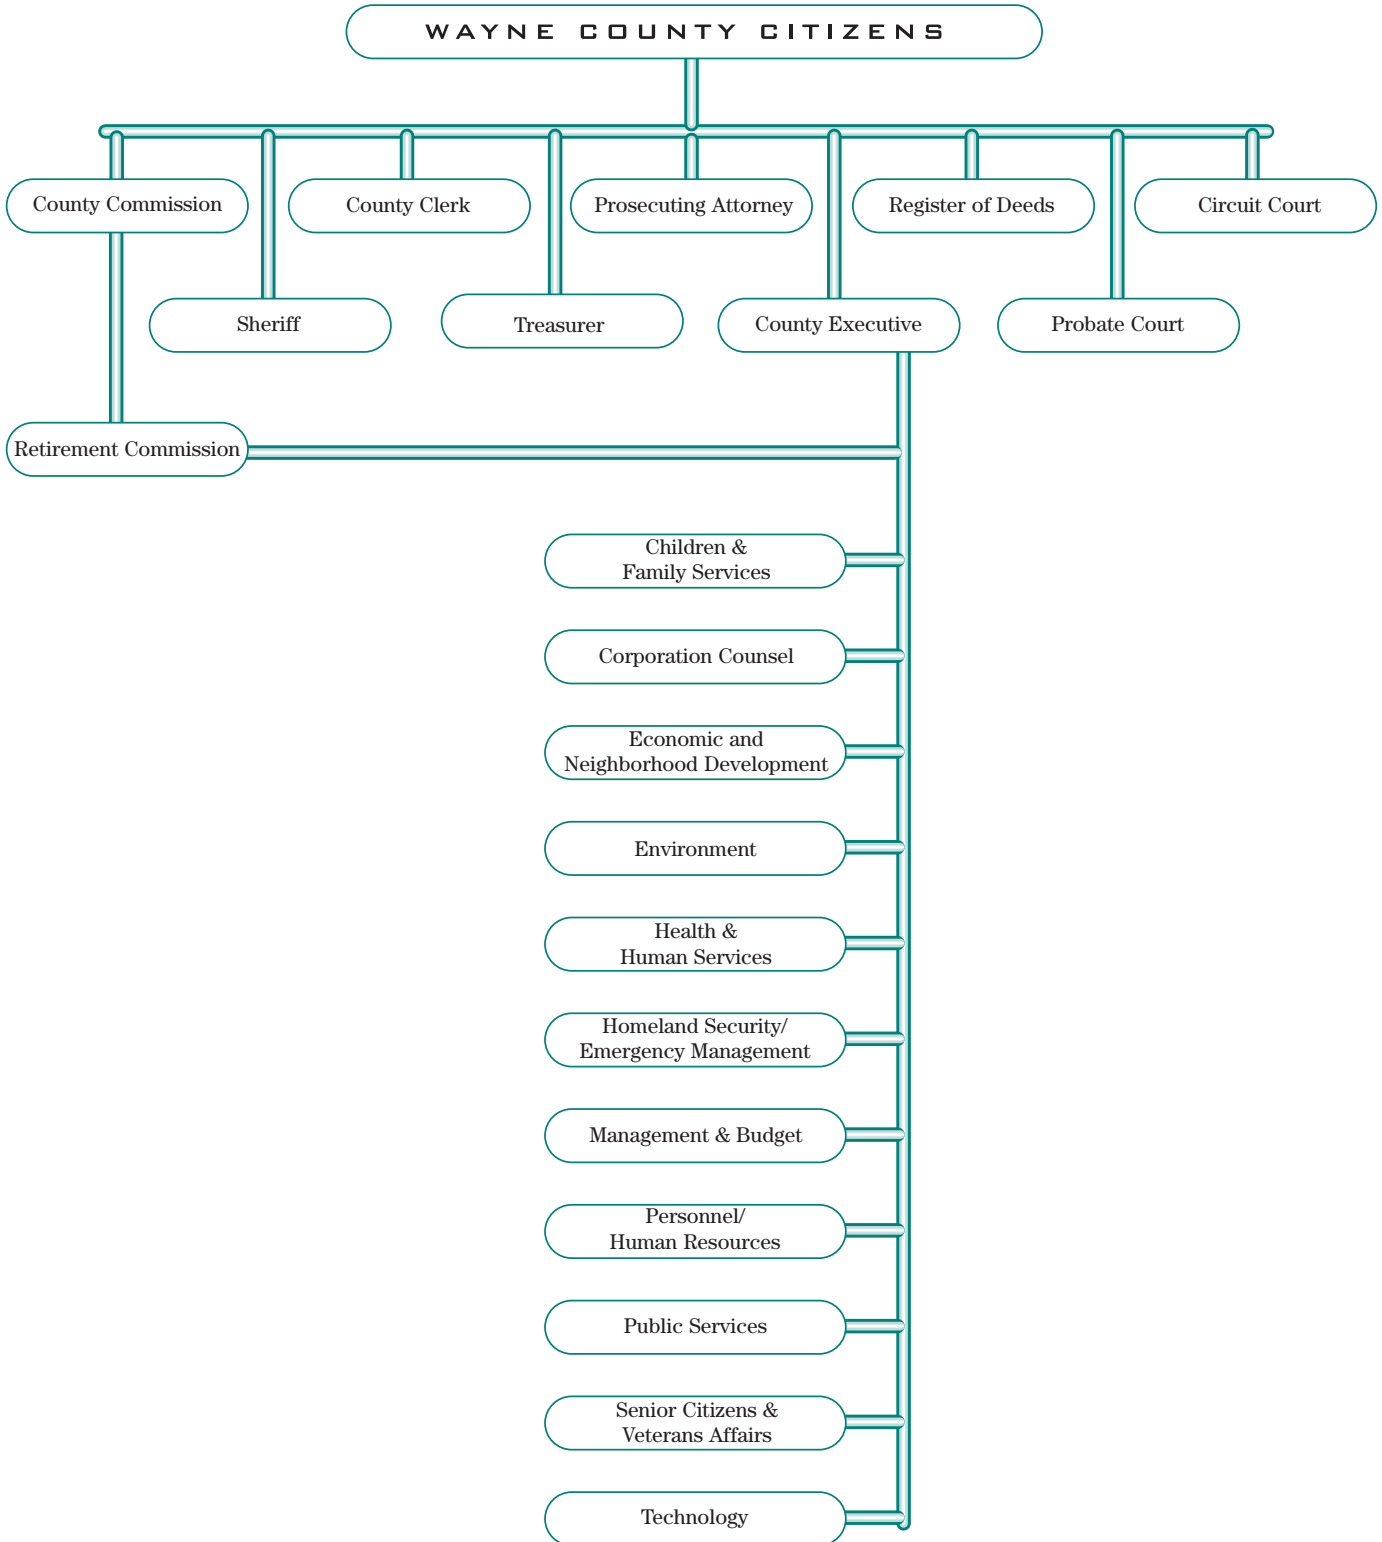 WAYNE COUNTY CITIZENS
County Commission
County Clerk
Prosecuting Attorney
Register of Deeds
Circuit Court
Sheriff
Treasurer
County Executive
Probate Court
Retirement Commission
Children &
Family Services
Corporation Counsel
Economic and
Neighborhood Development
Environment
Health &
Human Services
Homeland Security/
Emergency Management
Management & Budget
Personnel/
Human Resources
Public Services
Senior Citizens &
Veterans Affairs
Technology